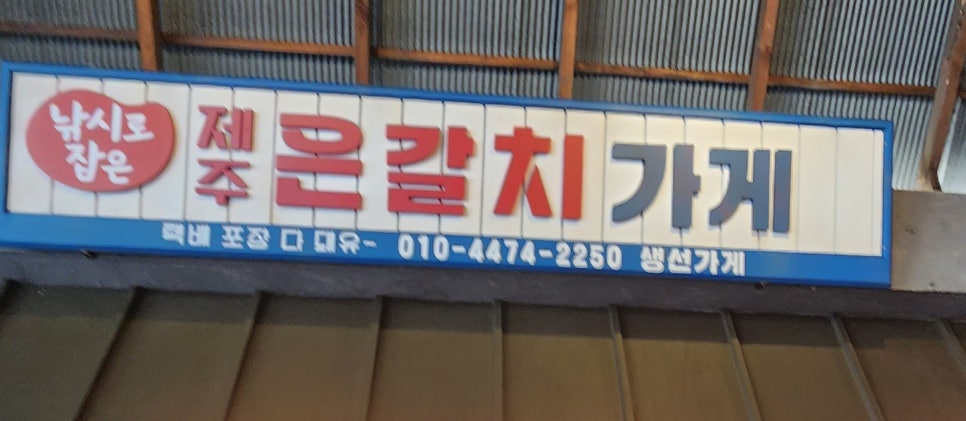 낚시로
잡은
제주
은갈치 가게
택배 포장 다 돼유~ 010-4474-2250 생선가게